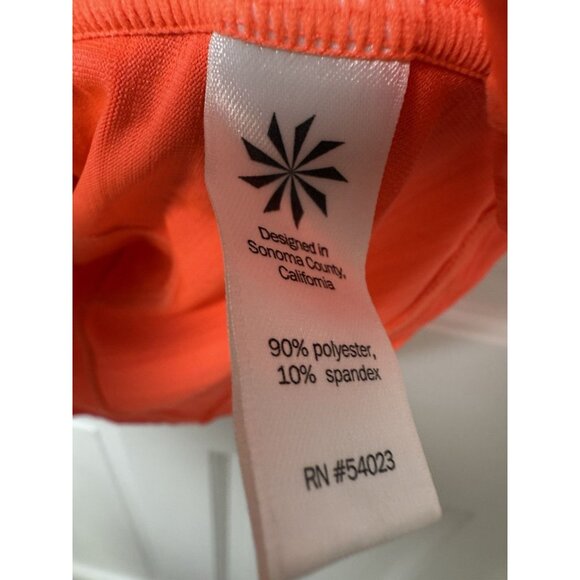 Designed in
Sonoma County,
California
90% polyester,
10% spandex
RN #54023